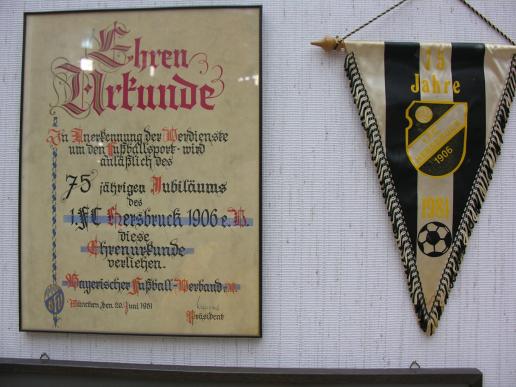 Ehren
Urkunde
In Anerkennung der Verdienste
um den Fußballsport wird
anläßlich des
75 jährigen Jubiläums
des
1. FC Hersbruck 1906 e.V.
diese
Ehrenurkunde
verliehen.
Bayerischer Fußball-Verband e.V.
München, den 20. Juni 1981
Präsident
75
Jahre
1906
1981